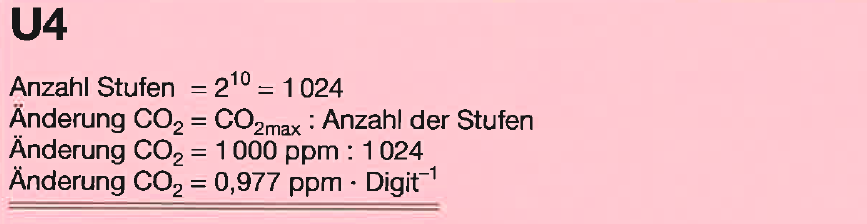 U4
Anzahl Stufen = 2¹⁰ = 1 024
Änderung CO₂ = CO₂ₘₐₓ : Anzahl der Stufen
Änderung CO₂ = 1 000 ppm : 1 024
Änderung CO₂ = 0,977 ppm · Digit⁻¹